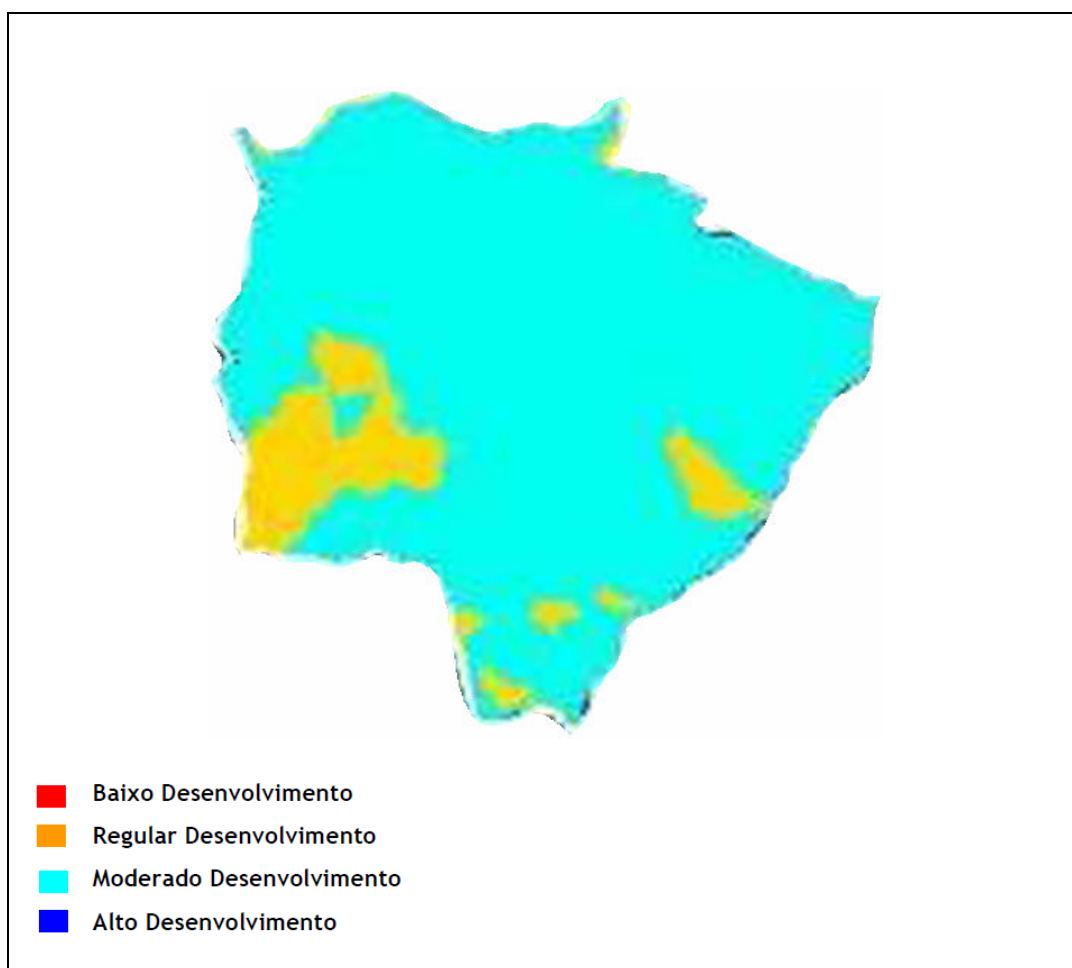 Baixo Desenvolvimento
Regular Desenvolvimento
Moderado Desenvolvimento
Alto Desenvolvimento